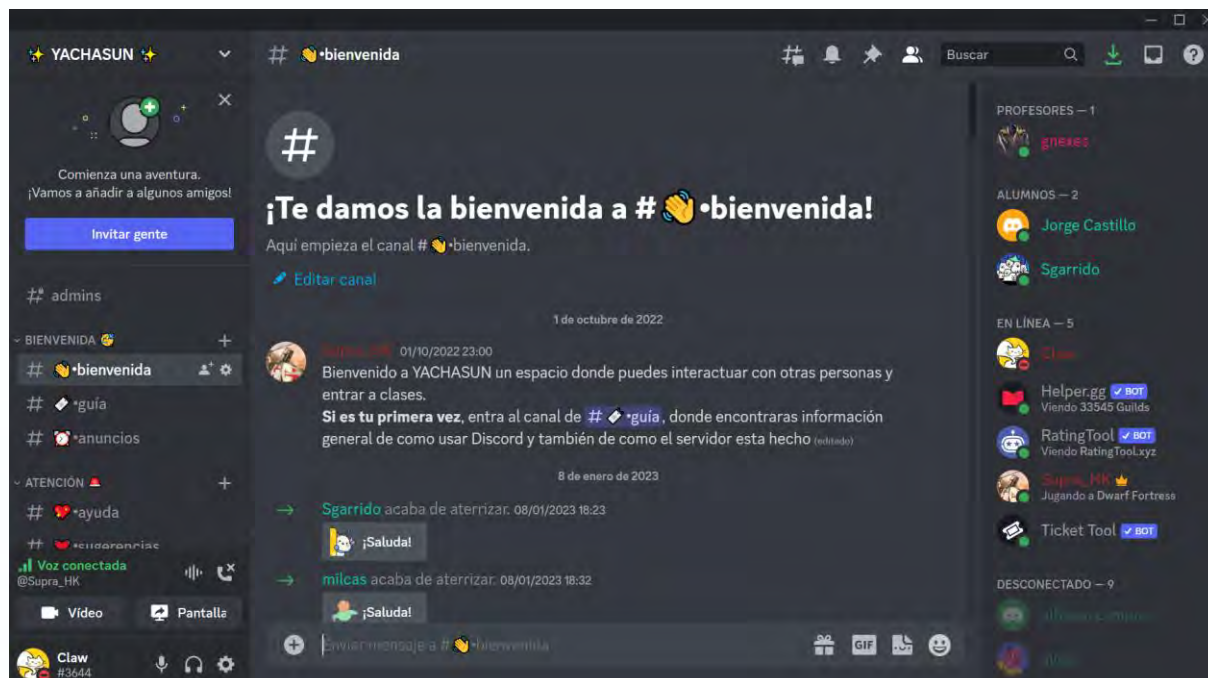 ✨ YACHASUN ✨
Comienza una aventura.
¡Vamos a añadir a algunos amigos!
Invitar gente
admins
BIENVENIDA
# 👋•bienvenida
# •guía
# ⏰•anuncios
ATENCIÓN 🚨
# 💖•ayuda
# •sugerencias
Voz conectada
@Supra_HK
Vídeo
Pantalla
Claw
#3644
# 👋•bienvenida
Buscar
#
¡Te damos la bienvenida a #👋•bienvenida!
Aquí empieza el canal #👋•bienvenida.
Editar canal
1 de octubre de 2022
Supra_HK 01/10/2022 23:00
Bienvenido a YACHASUN un espacio donde puedes interactuar con otras personas y
entrar a clases.
Si es tu primera vez, entra al canal de # •guía, donde encontraras información
general de como usar Discord y también de como el servidor esta hecho (editado)
8 de enero de 2023
Sgarrido acaba de aterrizar. 08/01/2023 18:23
¡Saluda!
milcas acaba de aterrizar. 08/01/2023 18:32
¡Saluda!
Enviar mensaje a #👋•bienvenida
GIF
PROFESORES — 1
gnexes
ALUMNOS — 2
Jorge Castillo
Sgarrido
EN LÍNEA — 5
Claw
Helper.gg ✓ BOT
Viendo 33545 Guilds
RatingTool ✓ BOT
Viendo RatingTool.xyz
Supra_HK 👑
Jugando a Dwarf Fortress
Ticket Tool ✓ BOT
DESCONECTADO — 9